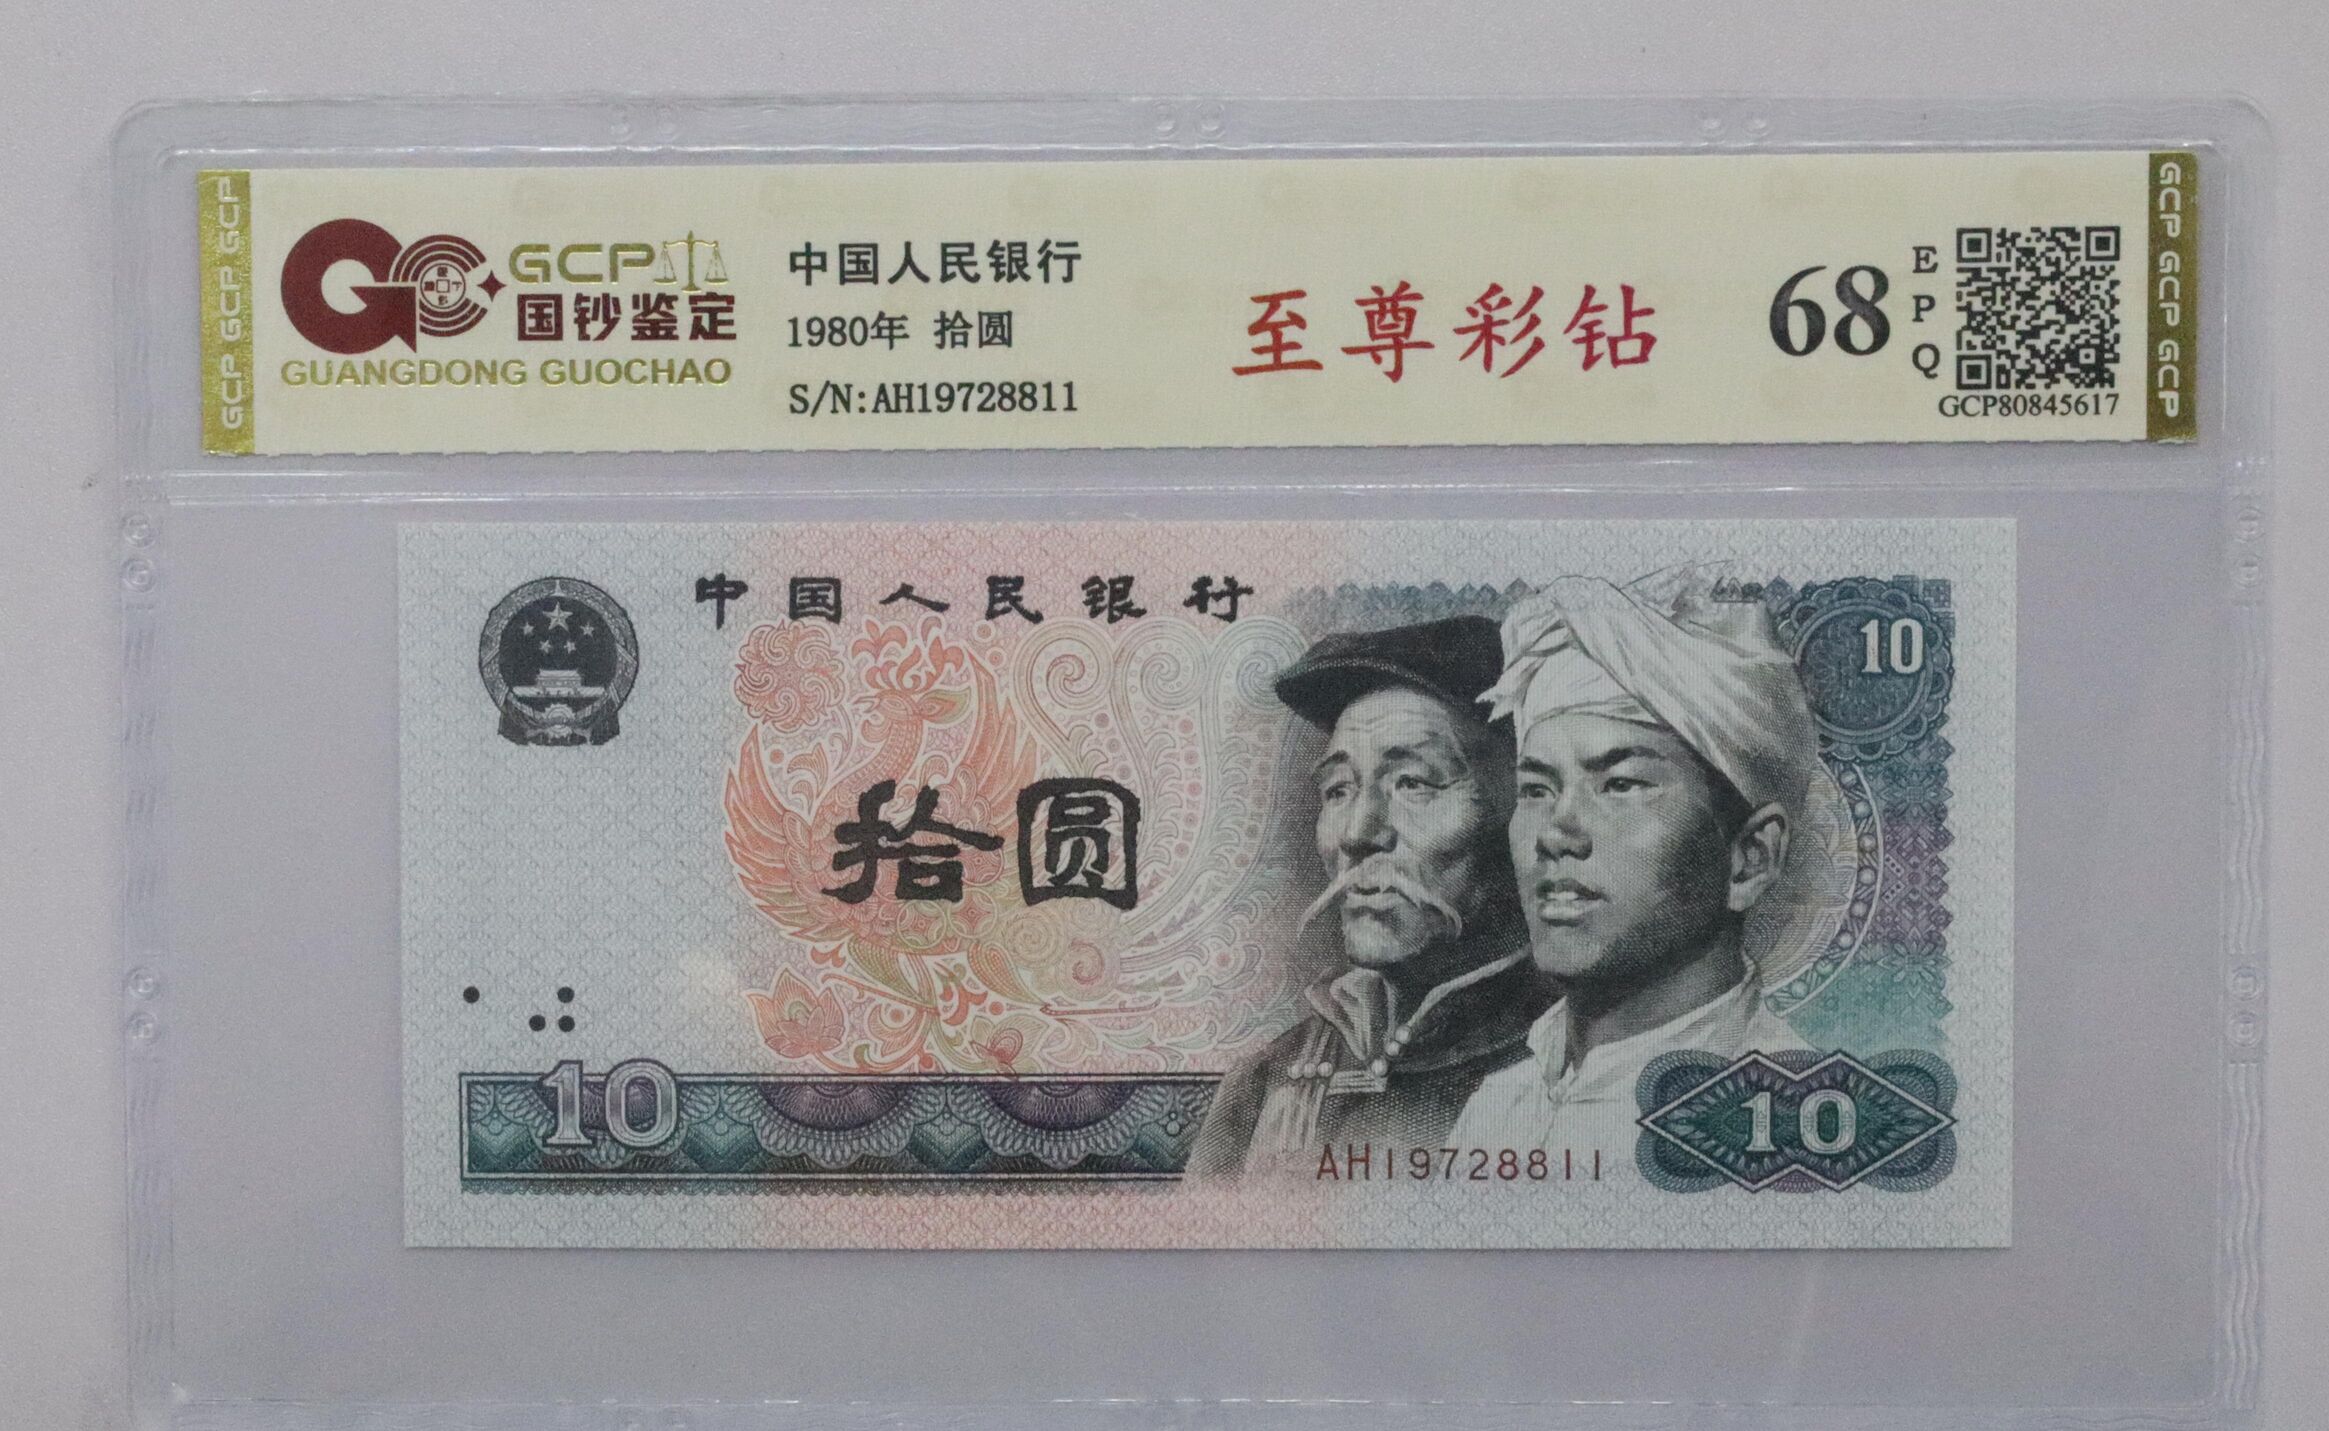 GCP GCP GCP
GCP
国钞鉴定
GUANGDONG GUOCHAO
中国人民银行
1980年 拾圆
S/N:AH19728811
至尊彩钻
68
EPQ
GCP80845617
GCP GCP GCP
中国人民银行
10
拾圆
10
AH19728811
10